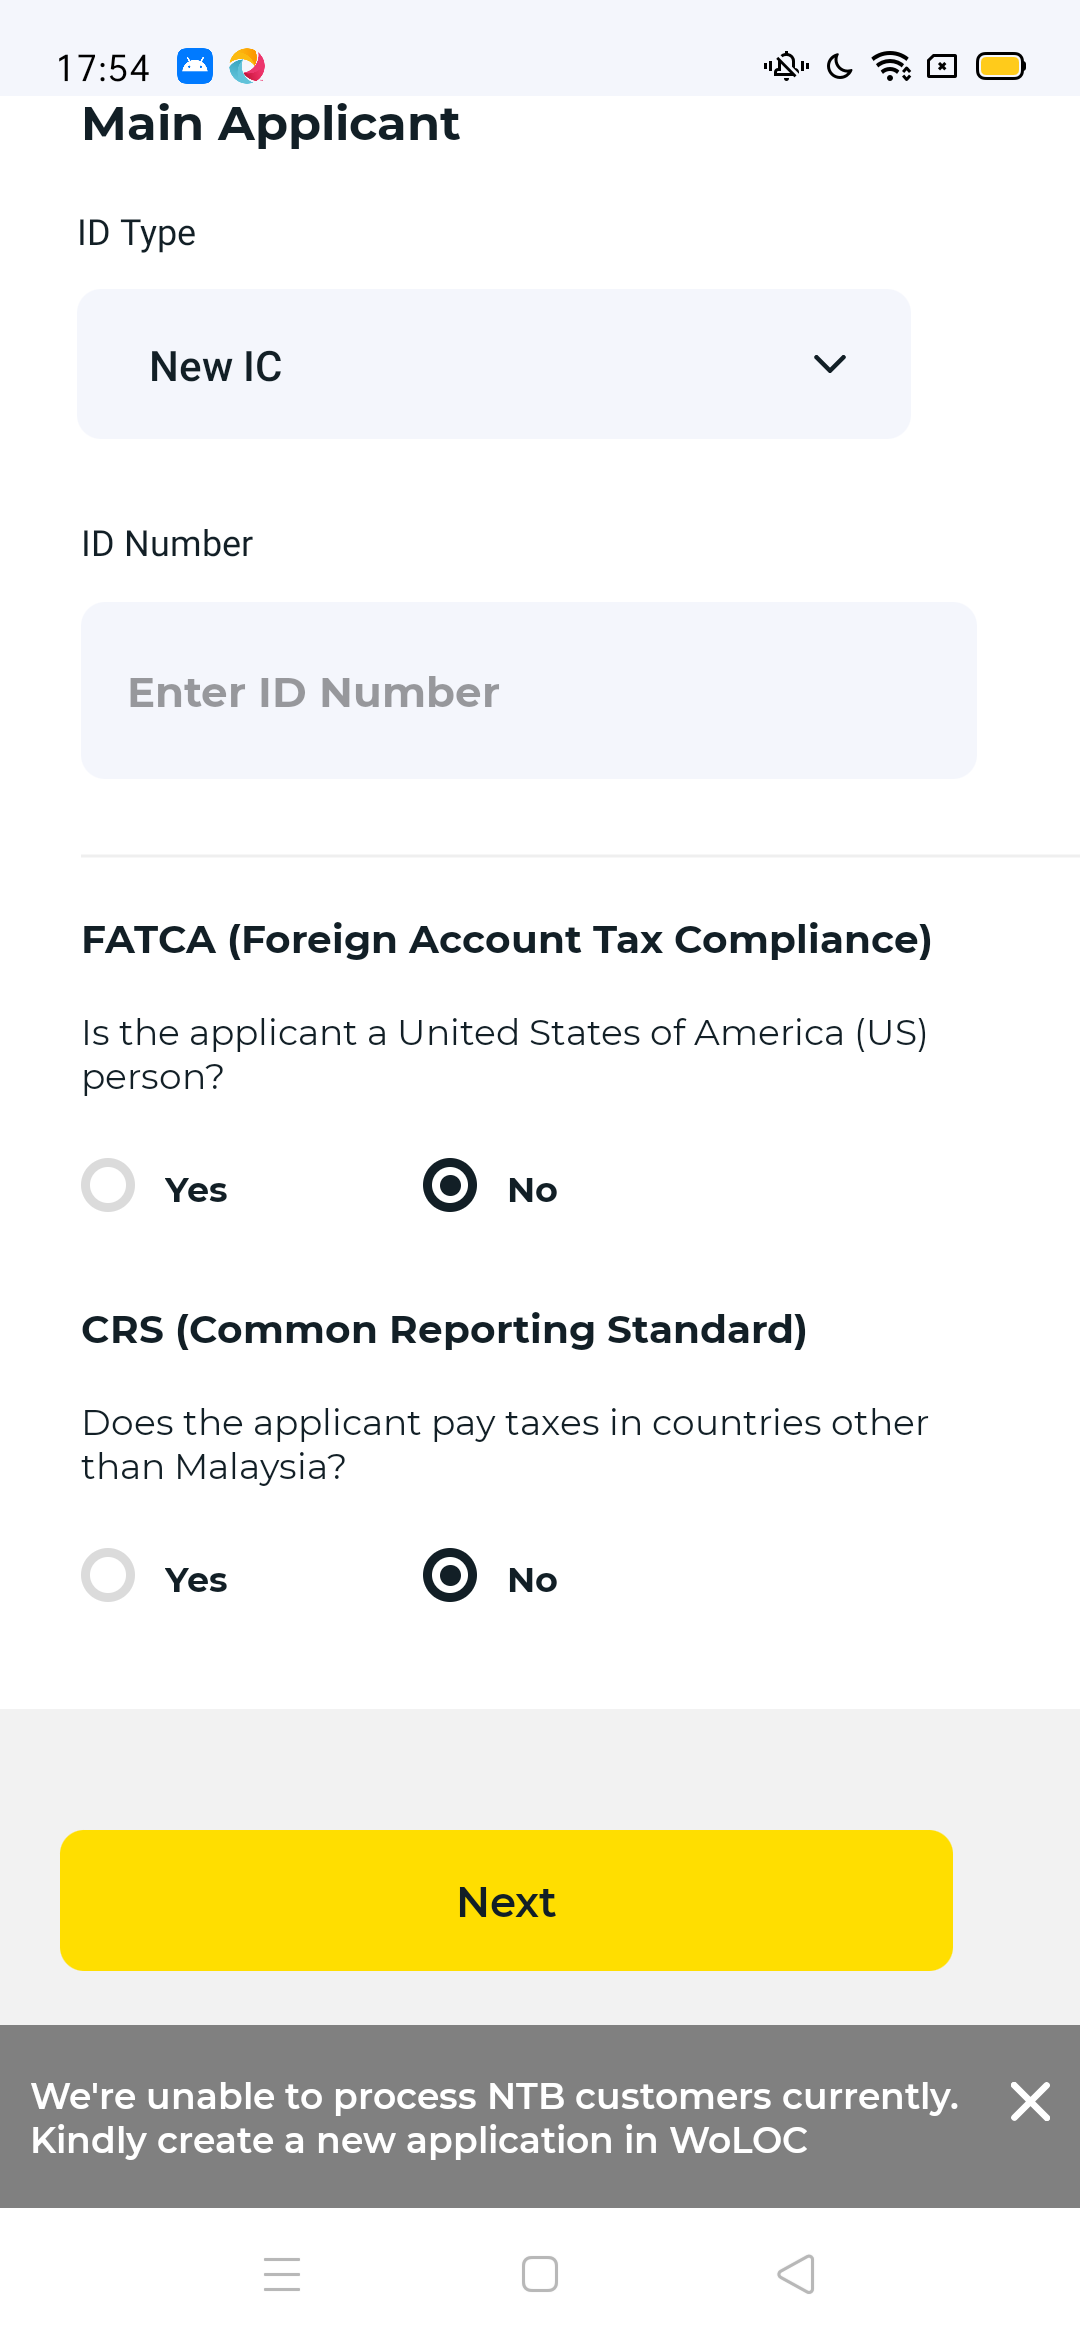 17:54
Main Applicant
ID Type
New IC
ID Number
Enter ID Number
FATCA (Foreign Account Tax Compliance)
Is the applicant a United States of America (US)
person?
Yes No
CRS (Common Reporting Standard)
Does the applicant pay taxes in countries other
than Malaysia?
Yes No
Next
We're unable to process NTB customers currently.
Kindly create a new application in WoLOC